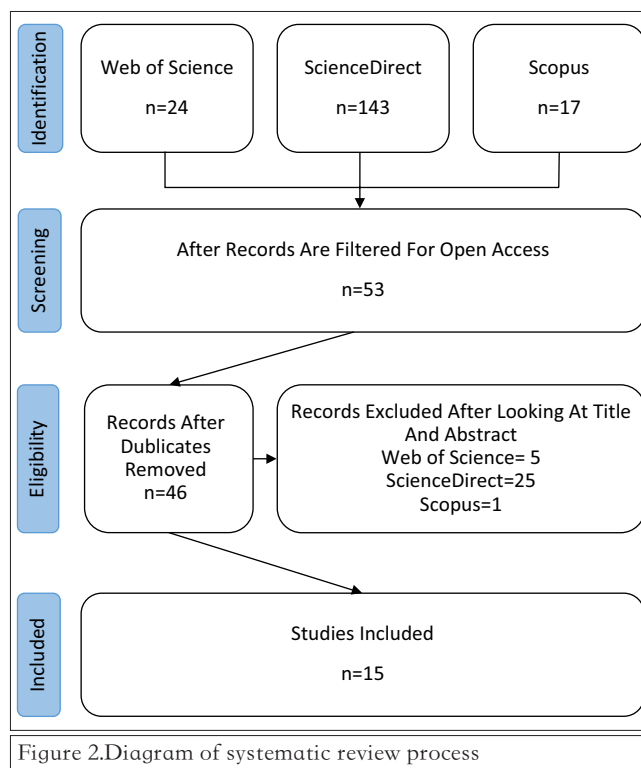 Identification
Web of Science
n=24
ScienceDirect
n=143
Scopus
n=17
Screening
After Records Are Filtered For Open Access
n=53
Eligibility
Records After
Dublicates
Removed
n=46
Records Excluded After Looking At Title
And Abstract
Web of Science= 5
ScienceDirect=25
Scopus=1
Included
Studies Included
n=15
Figure 2.Diagram of systematic review process